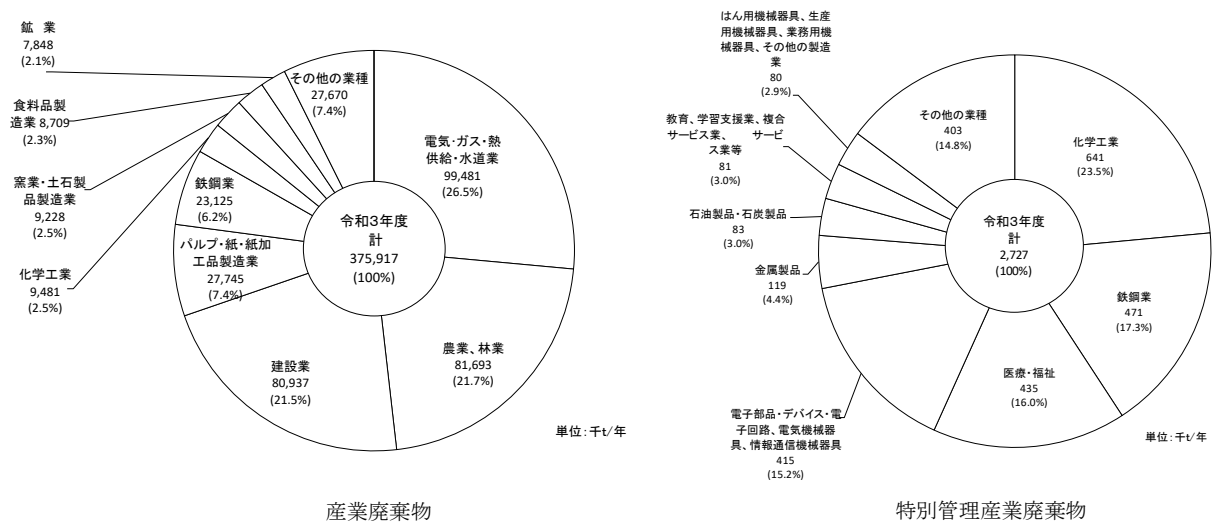 鉱 業
7,848
(2.1%)
食料品製
造業 8,709
(2.3%)
窯業・土石製
品製造業
9,228
(2.5%)
化学工業
9,481
(2.5%)
鉄鋼業
23,125
(6.2%)
パルプ・紙・紙加
工品製造業
27,745
(7.4%)
その他の業種
27,670
(7.4%)
電気・ガス・熱
供給・水道業
99,481
(26.5%)
令和3年度
計
375,917
(100%)
農業、林業
81,693
(21.7%)
建設業
80,937
(21.5%)
単位：千t/年
産業廃棄物
はん用機械器具、生産
用機械器具、業務用機
械器具、その他の製造
業
80
(2.9%)
教育、学習支援業、複合
サービス業、 サービ
ス業等
81
(3.0%)
石油製品・石炭製品
83
(3.0%)
金属製品
119
(4.4%)
その他の業種
403
(14.8%)
化学工業
641
(23.5%)
令和3年度
計
2,727
(100%)
鉄鋼業
471
(17.3%)
医療・福祉
435
(16.0%)
電子部品・デバイス・電
子回路、電気機械器
具、情報通信機械器具
415
(15.2%)
単位：千t/年
特別管理産業廃棄物